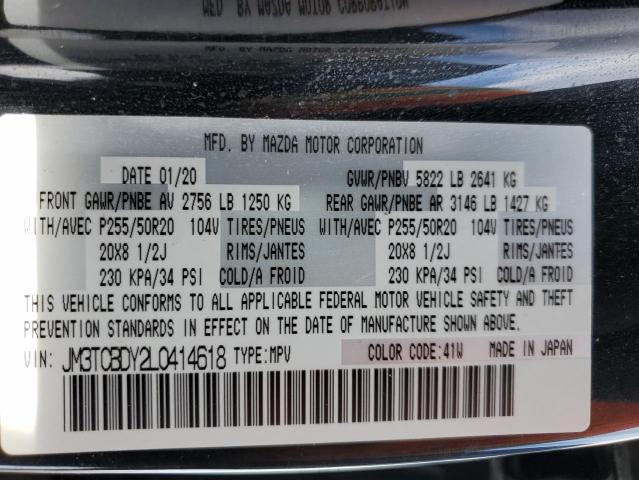 MFD. BY MAZDA MOTOR CORPORATION
MFD. BY MAZDA MOTOR CORPORATION
DATE 01/20 GVWR/PNBV 5822 LB 2641 KG
FRONT GAWR/PNBE AV 2756 LB 1250 KG REAR GAWR/PNBE AR 3146 LB 1427 KG
WITH/AVEC P255/50R20 104V TIRES/PNEUS WITH/AVEC P255/50R20 104V TIRES/PNEUS
20X8 1/2J RIMS/JANTES 20X8 1/2J RIMS/JANTES
230 KPA/34 PSI COLD/A FROID 230 KPA/34 PSI COLD/A FROID
THIS VEHICLE CONFORMS TO ALL APPLICABLE FEDERAL MOTOR VEHICLE SAFETY AND THEFT
PREVENTION STANDARDS IN EFFECT ON THE DATE OF MANUFACTURE SHOWN ABOVE.
VIN: JM3TCBDY2L0414618 TYPE:MPV COLOR CODE:41W MADE IN JAPAN